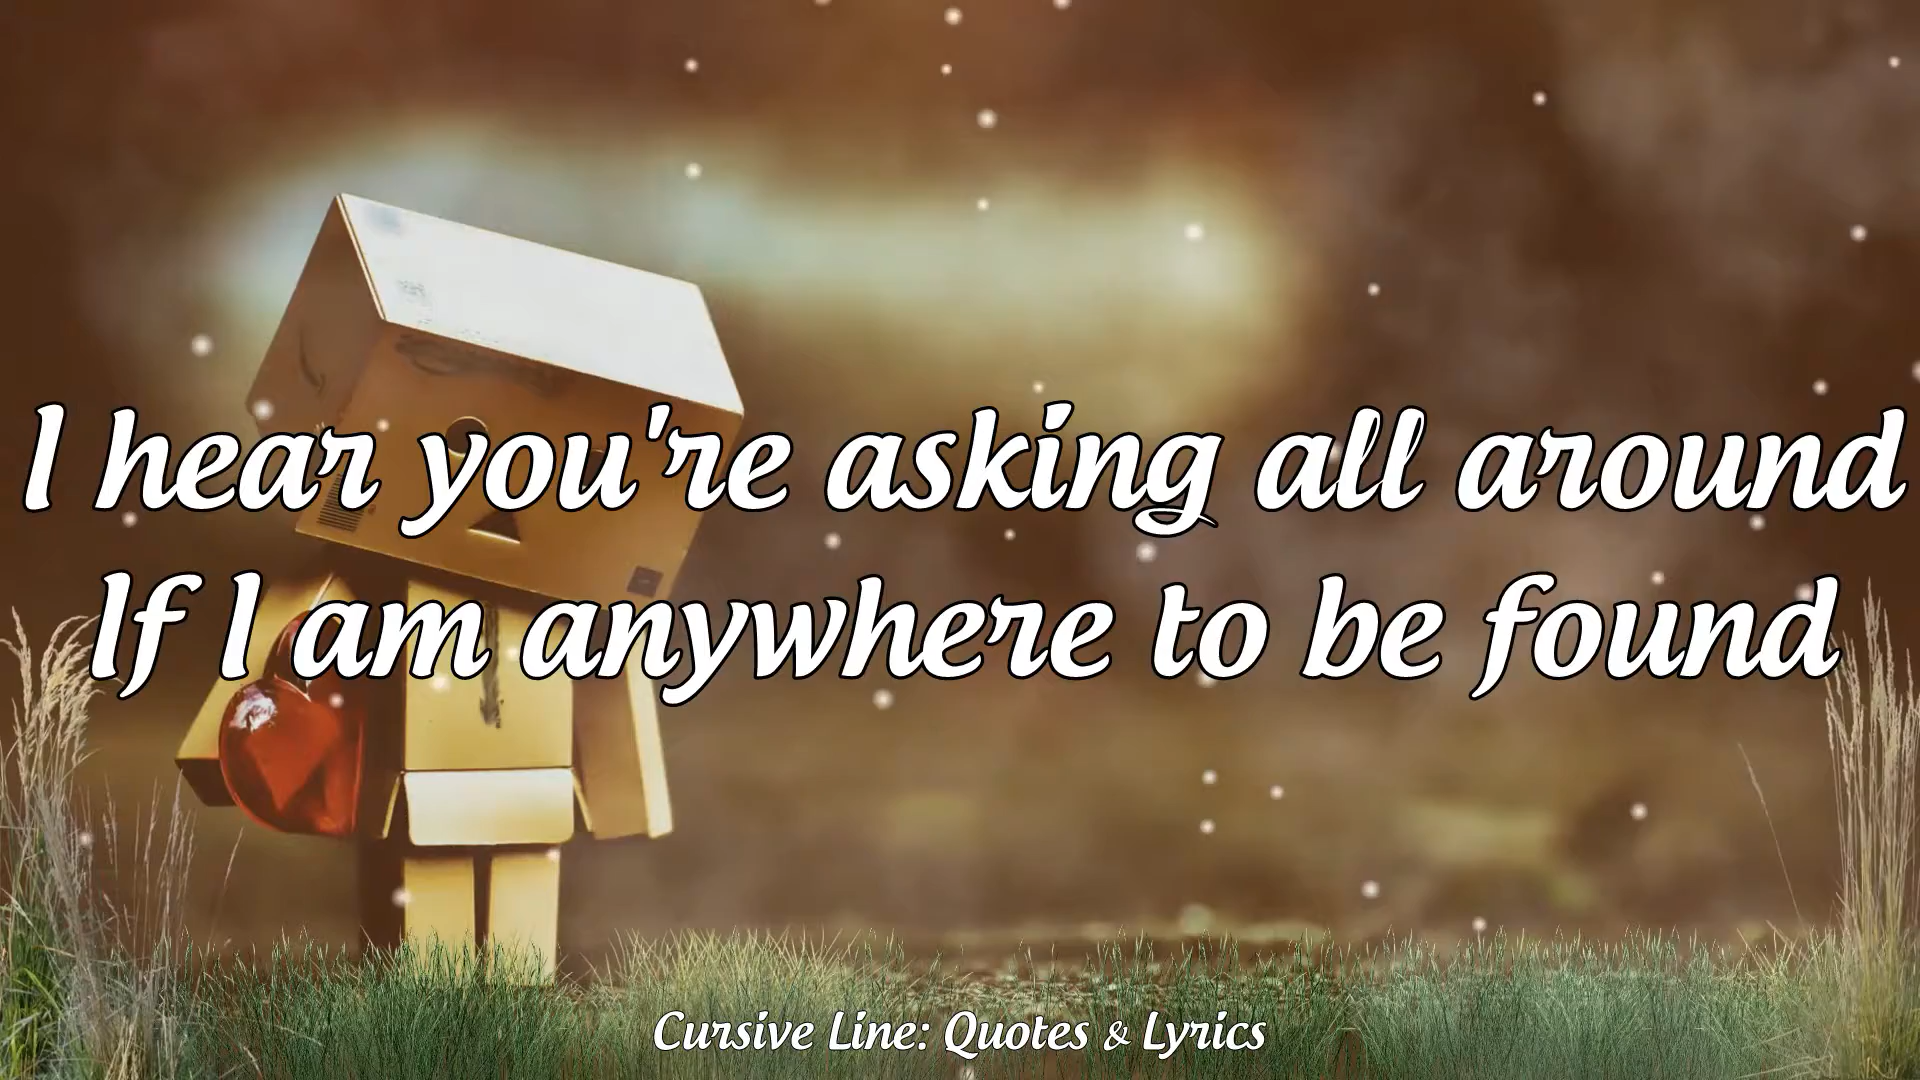 I hear you're asking all around
If I am anywhere to be found
Cursive Line: Quotes & Lyrics